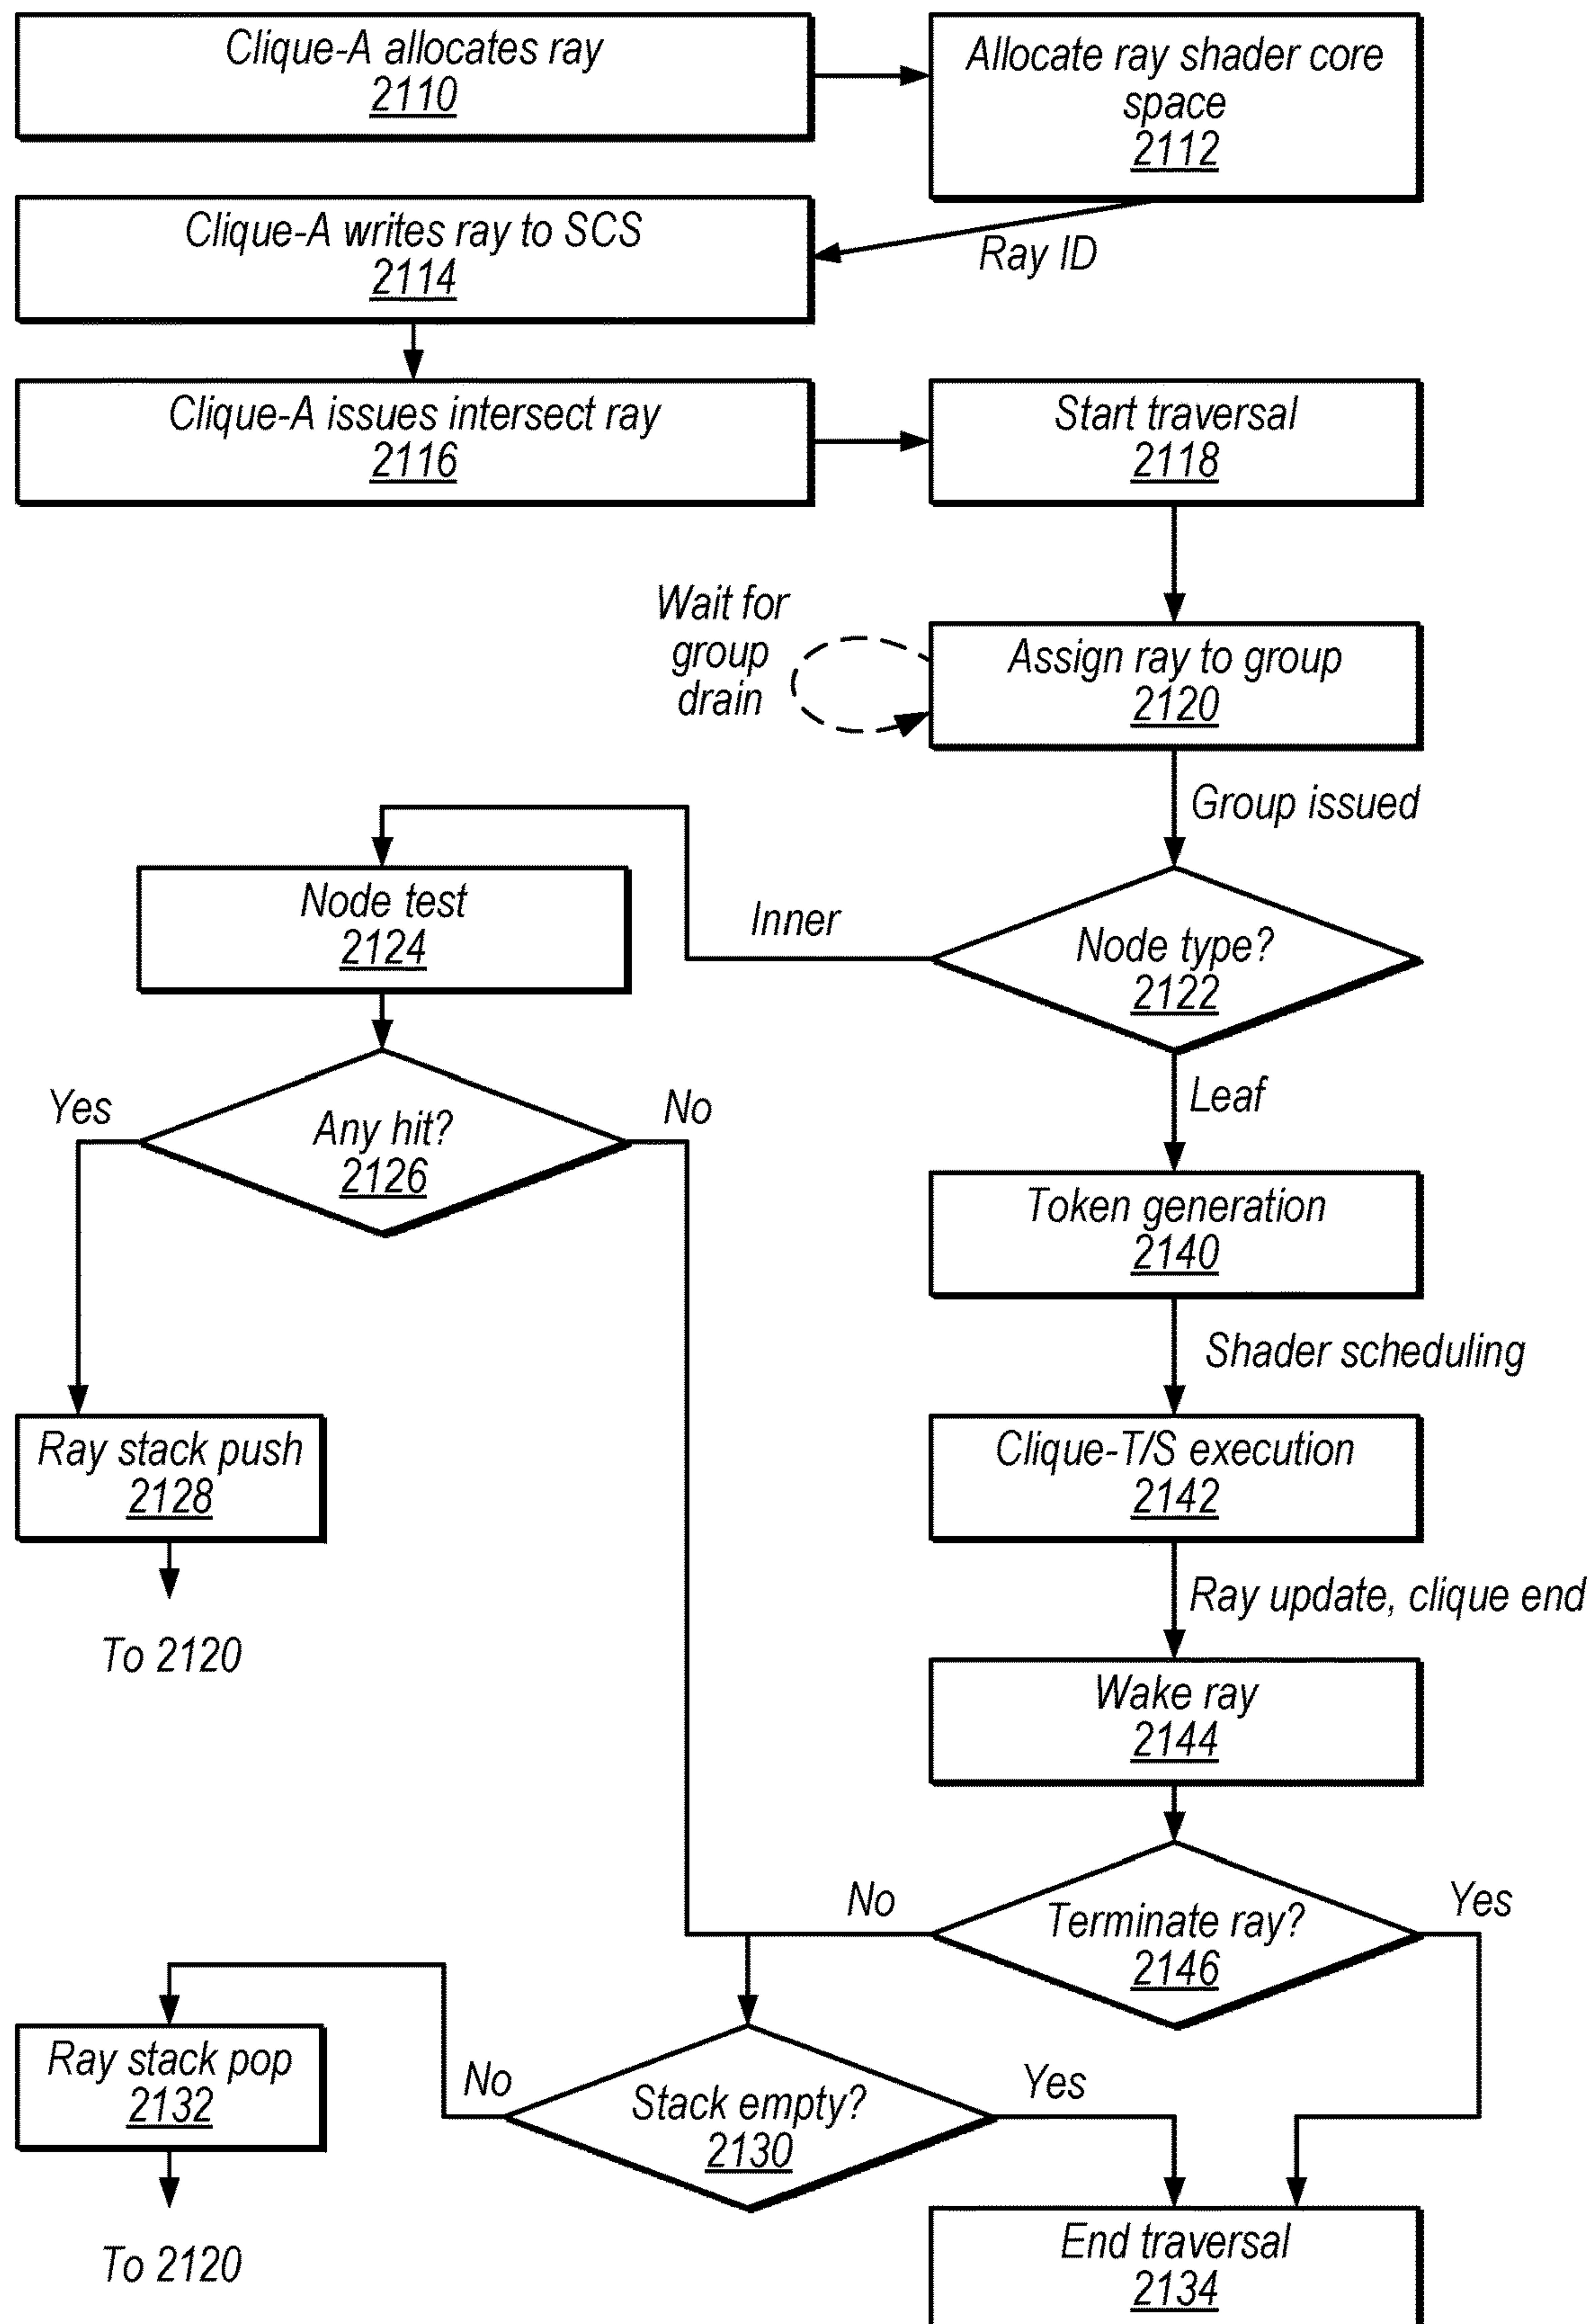 Clique-A allocates ray
2110
Allocate ray shader core
space
2112
Clique-A writes ray to SCS
2114
Ray ID
Clique-A issues intersect ray
2116
Start traversal
2118
Wait for
group
drain
Assign ray to group
2120
Group issued
Node test
2124
Inner
Node type?
2122
Yes
Any hit?
2126
No
Leaf
Token generation
2140
Shader scheduling
Ray stack push
2128
To 2120
Clique-T/S execution
2142
Ray update, clique end
Wake ray
2144
No
Terminate ray?
2146
Yes
Ray stack pop
2132
To 2120
No
Stack empty?
2130
Yes
End traversal
2134